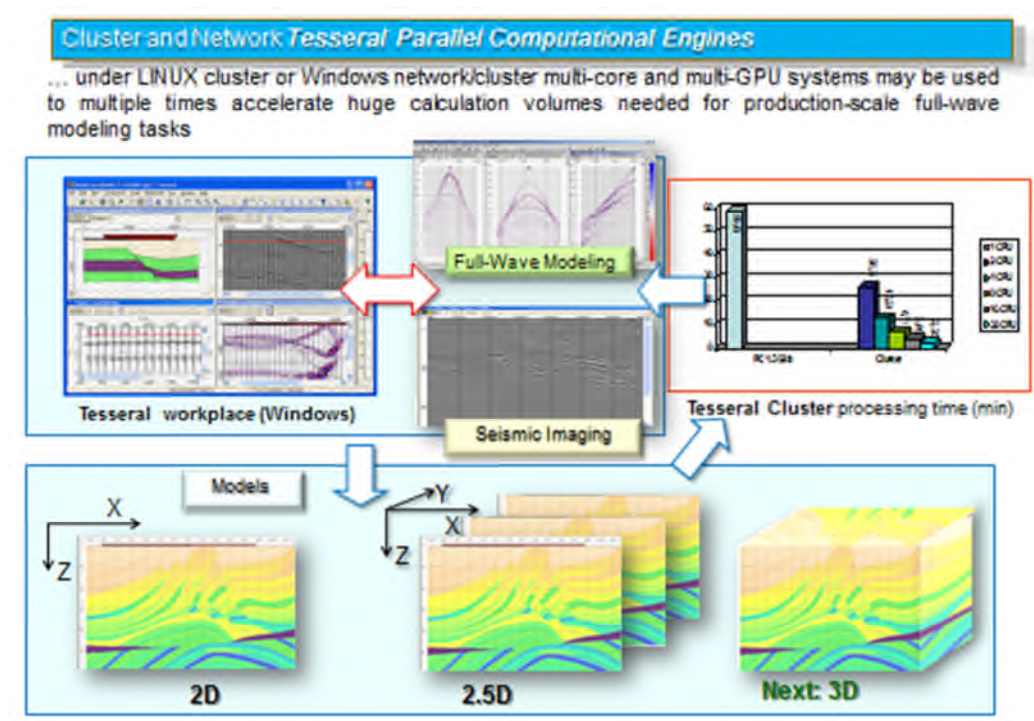 Cluster and Network Tesseral Parallel Computational Engines
... under LINUX cluster or Windows network/cluster multi-core and multi-GPU systems may be used
to multiple times accelerate huge calculation volumes needed for production-scale full-wave
modeling tasks
Full-Wave Modeling
Tesseral workplace (Windows)
Seismic Imaging
Cluster
Tesseral Cluster processing time (min)
Models
X
Z
2D
Y
X
Z
2.5D
Next: 3D